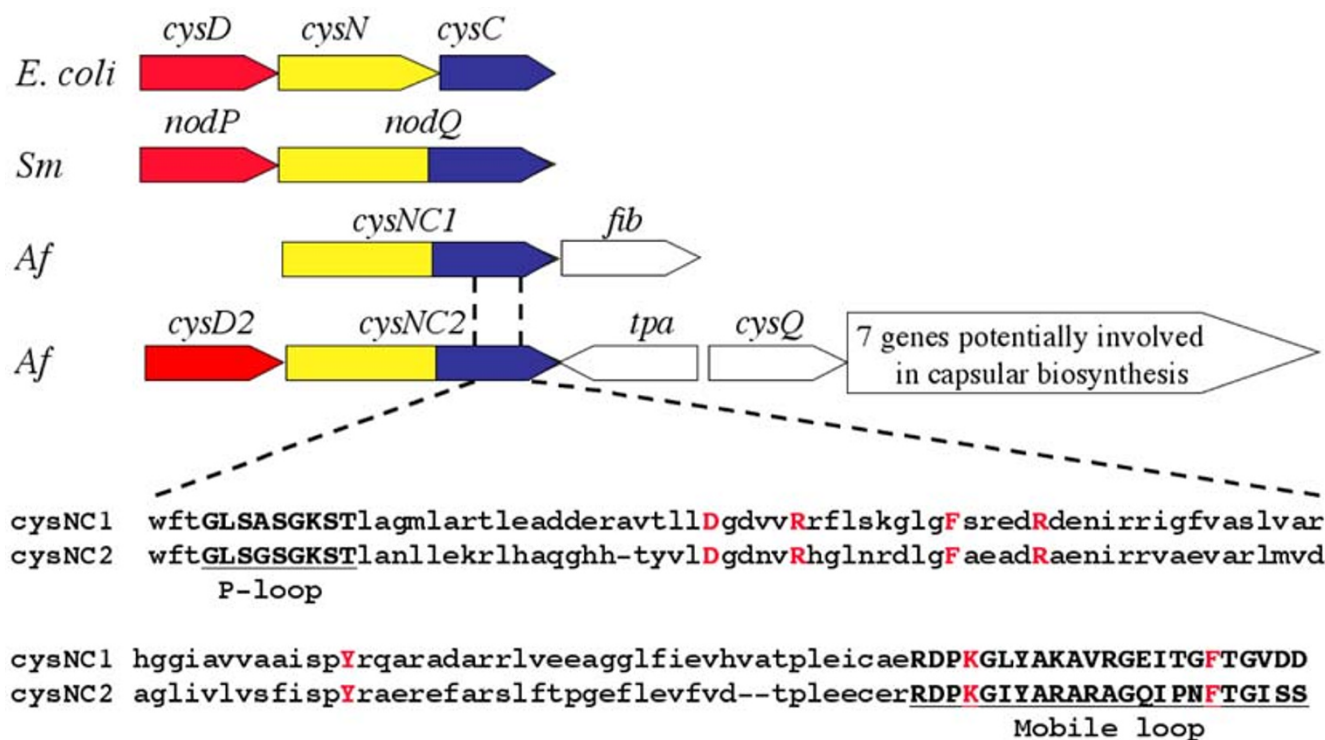 cysD cysN cysC
E. coli
nodP nodQ
Sm
cysNC1 fib
Af
cysD2 cysNC2 tpa cysQ
Af
7 genes potentially involved
in capsular biosynthesis
cysNC1 wftGLSASGKSTlagmlartleadderavtllDgdvvRrflskglgFsredRdenirrigfvaslvar
cysNC2 wftGLSGSGKSTlanllekrlhaqghh-tyvlDgdnvRhglnrdlgFaeadRaenirrvaevarlmvd
P-loop
cysNC1 hggiavvaaispYrqaradarrlveeagglfievhvatpleicaeRDPKGLYAKAVRGEITGFTGVDD
cysNC2 aglivlvsfispYraerefarslftpgeflevfvd--tpleecerRDPKGIYARARAGQIPNFTGISS
Mobile loop